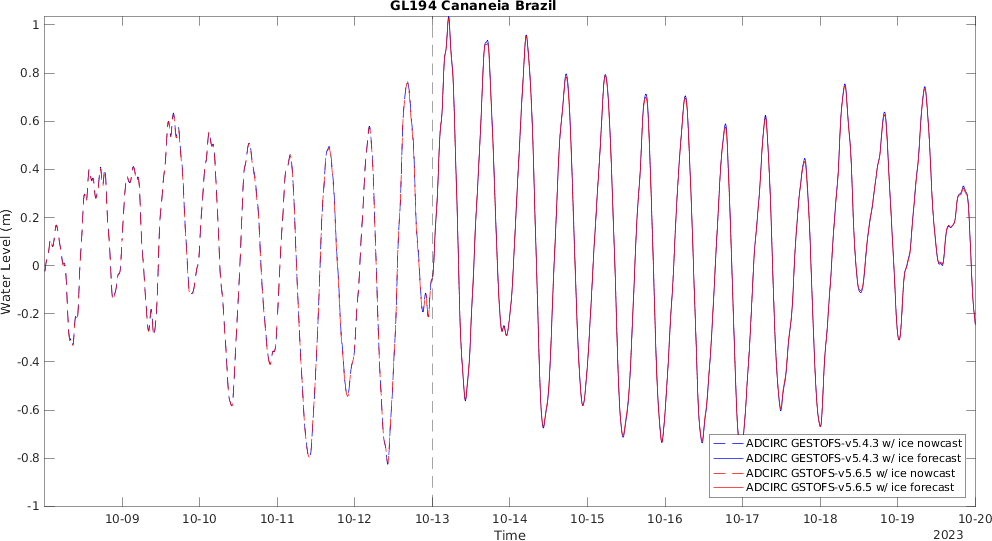 GL194 Cananeia Brazil
1
0.8
0.6
0.4
0.2
0
-0.2
-0.4
-0.6
-0.8
-1
Water Level (m)
ADCIRC GESTOFS-v5.4.3 w/ ice nowcast
ADCIRC GSTOFS-v5.4.3 w/ ice forecast
ADCIRC GSTOFS-v5.6.5 w/ ice nowcast
ADCIRC GSTOFS-v5.6.5 w/ ice forecast
10-09 10-10 10-11 10-12 10-13 10-14 10-15 10-16 10-17 10-18 10-19 10-20
Time
2023